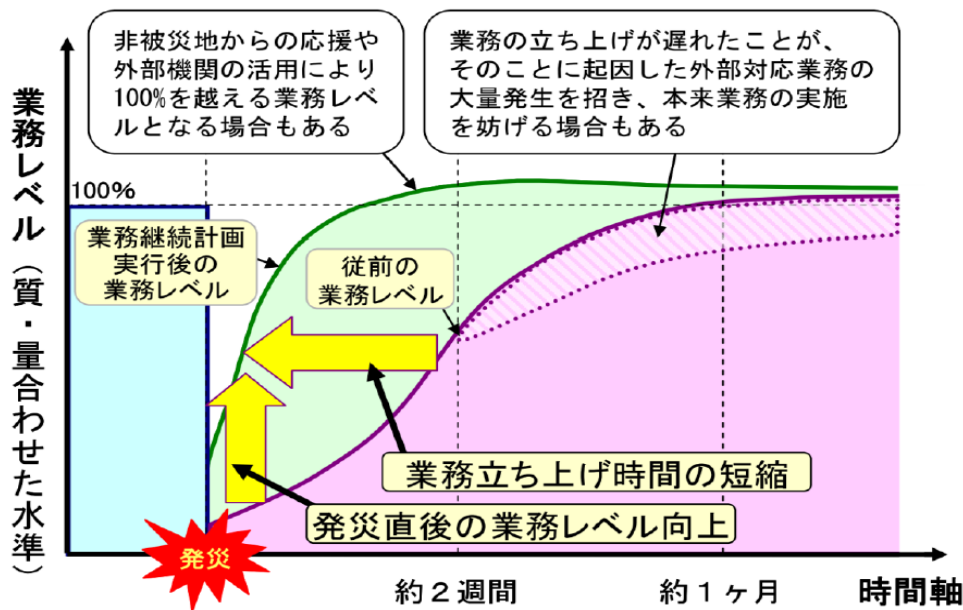 非被災地からの応援や
外部機関の活用により
100%を越える業務レベ
ルとなる場合もある
業務の立ち上げが遅れたことが、
そのことに起因した外部対応業務の
大量発生を招き、本来業務の実施
を妨げる場合もある
業務レベル（質・量合わせた水準）
100%
業務継続計画
実行後の
業務レベル
従前の
業務レベル
業務立ち上げ時間の短縮
発災直後の業務レベル向上
発災
約２週間
約１ヶ月
時間軸